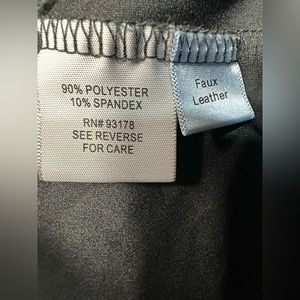 90% POLYESTER
10% SPANDEX
RN# 93178
SEE REVERSE
FOR CARE
Faux
Leather